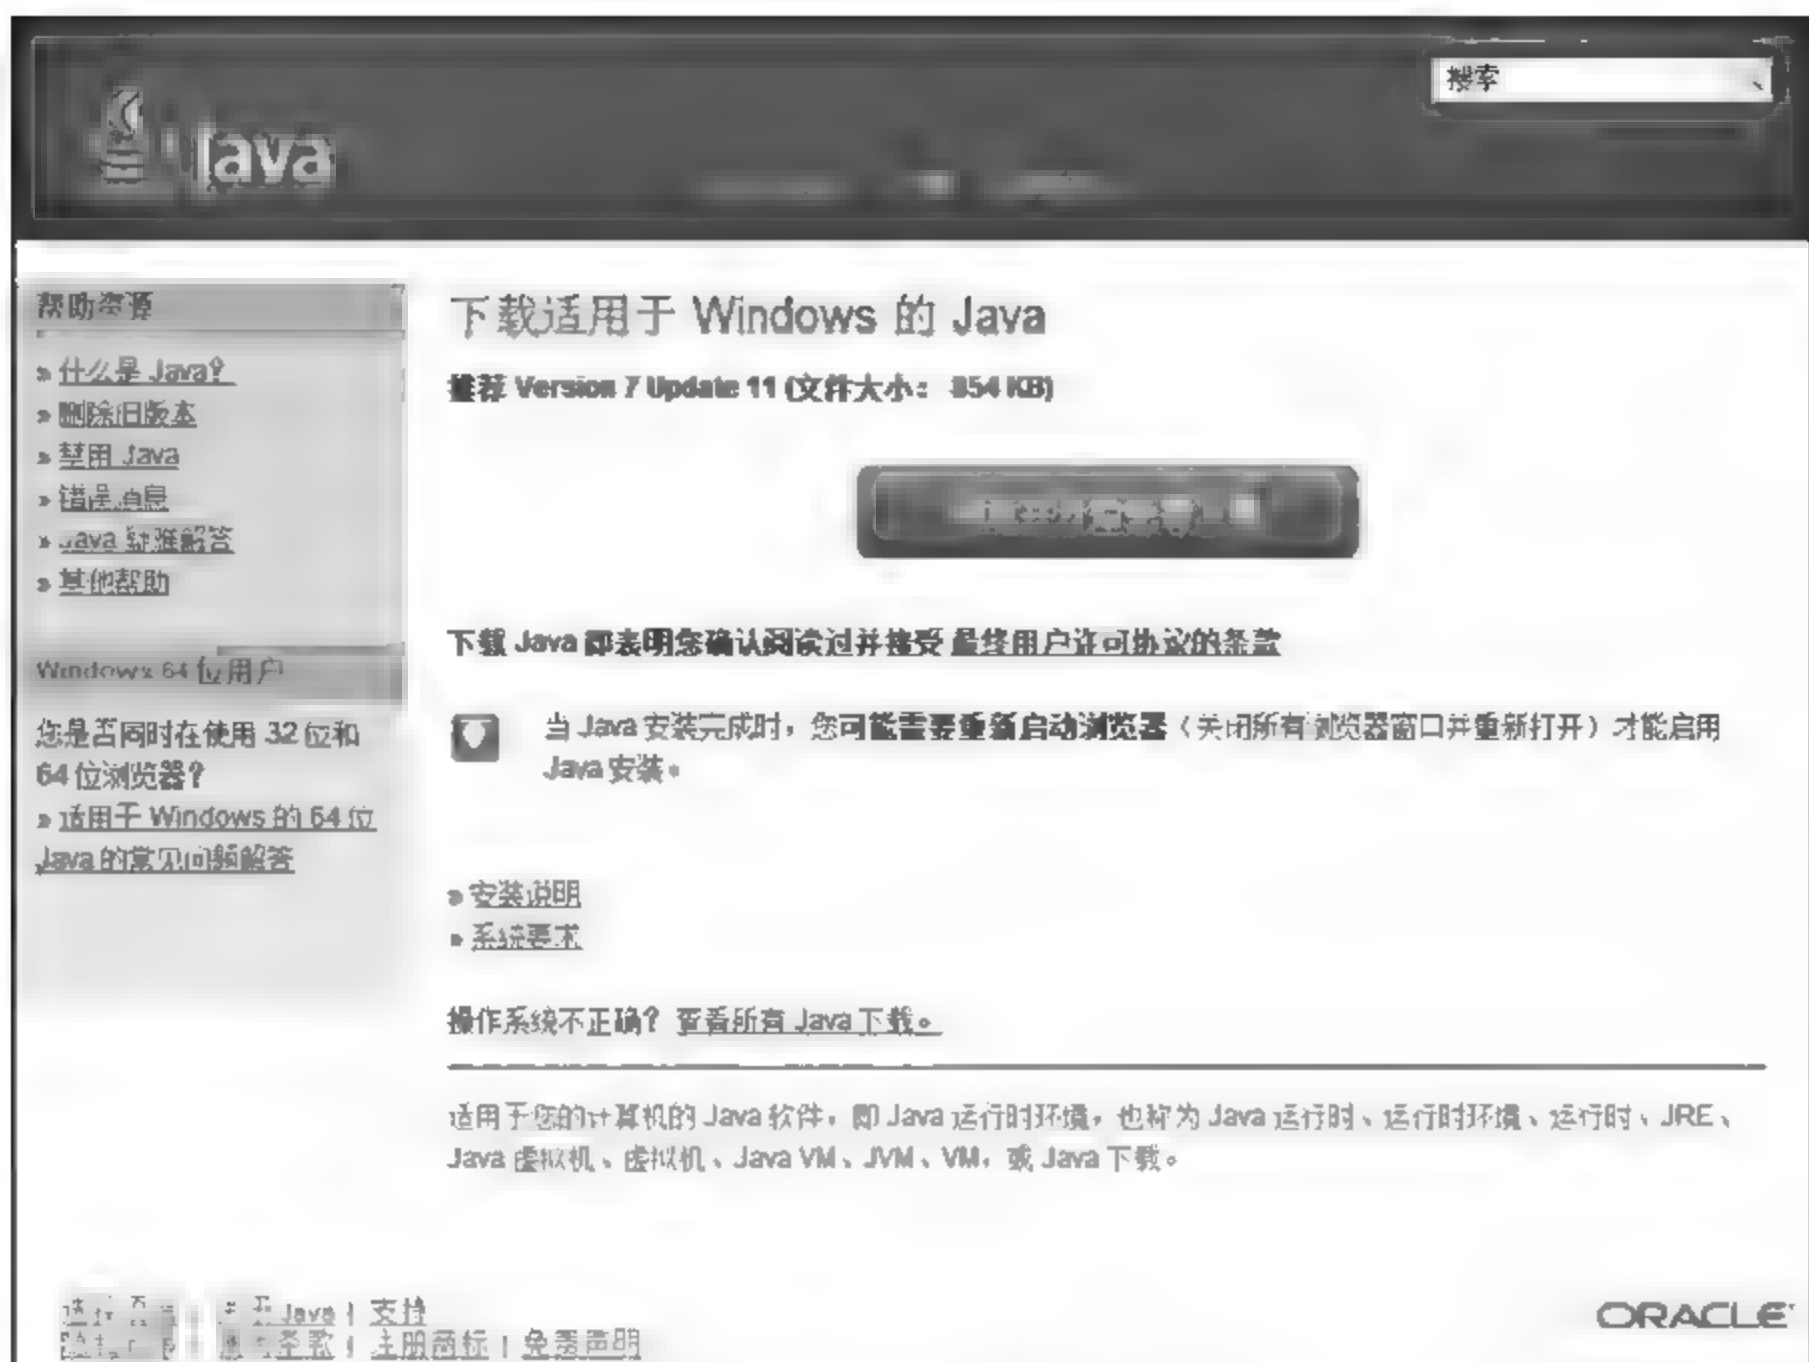 搜索
Java
帮助资源
» 什么是 Java?
» 删除旧版本
» 禁用 Java
» 错误消息
» Java 疑难解答
» 其他帮助
Windows 64 位用户
您是否同时在使用 32 位和
64 位浏览器?
» 适用于 Windows 的 64 位
Java 的常见问题解答
下载适用于 Windows 的 Java
推荐 Version 7 Update 11 (文件大小: 854 KB)
下载 Java 即表明您确认阅读过并接受 最终用户许可协议的条款
当 Java 安装完成时，您可能需要重新启动浏览器（关闭所有浏览器窗口并重新打开）才能启用
Java 安装。
» 安装说明
» 系统要求
操作系统不正确? 查看所有 Java 下载。
适用于您的计算机的 Java 软件，即 Java 运行时环境，也称为 Java 运行时、运行时环境、运行时、JRE、
Java 虚拟机、虚拟机、Java VM、JVM、VM，或 Java 下载。
Java | 支持
条款 | 注册商标 | 免责声明
ORACLE